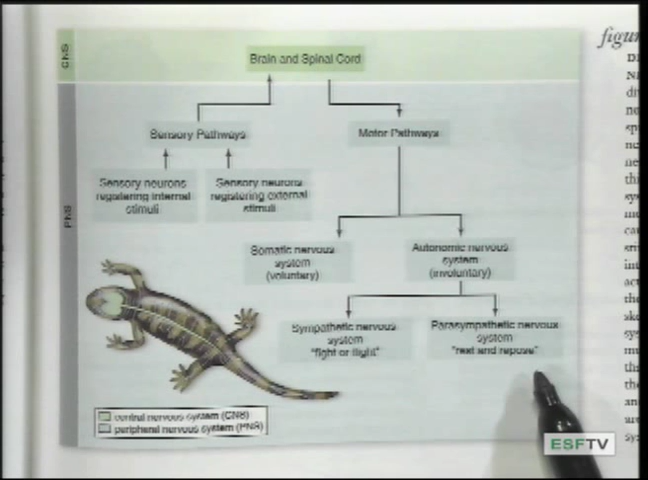 figu
CNS
Brain and Spinal Cord
Sensory Pathways
Motor Pathways
Sensory neurons
registering internal
stimuli
Sensory neurons
registering external
stimuli
PNS
Somatic nervous
system
(voluntary)
Autonomic nervous
system
(involuntary)
Sympathetic nervous
system
"fight or flight"
Parasympathetic nervous
system
"rest and repose"
central nervous system (CNS)
peripheral nervous system (PNS)
ESFTV